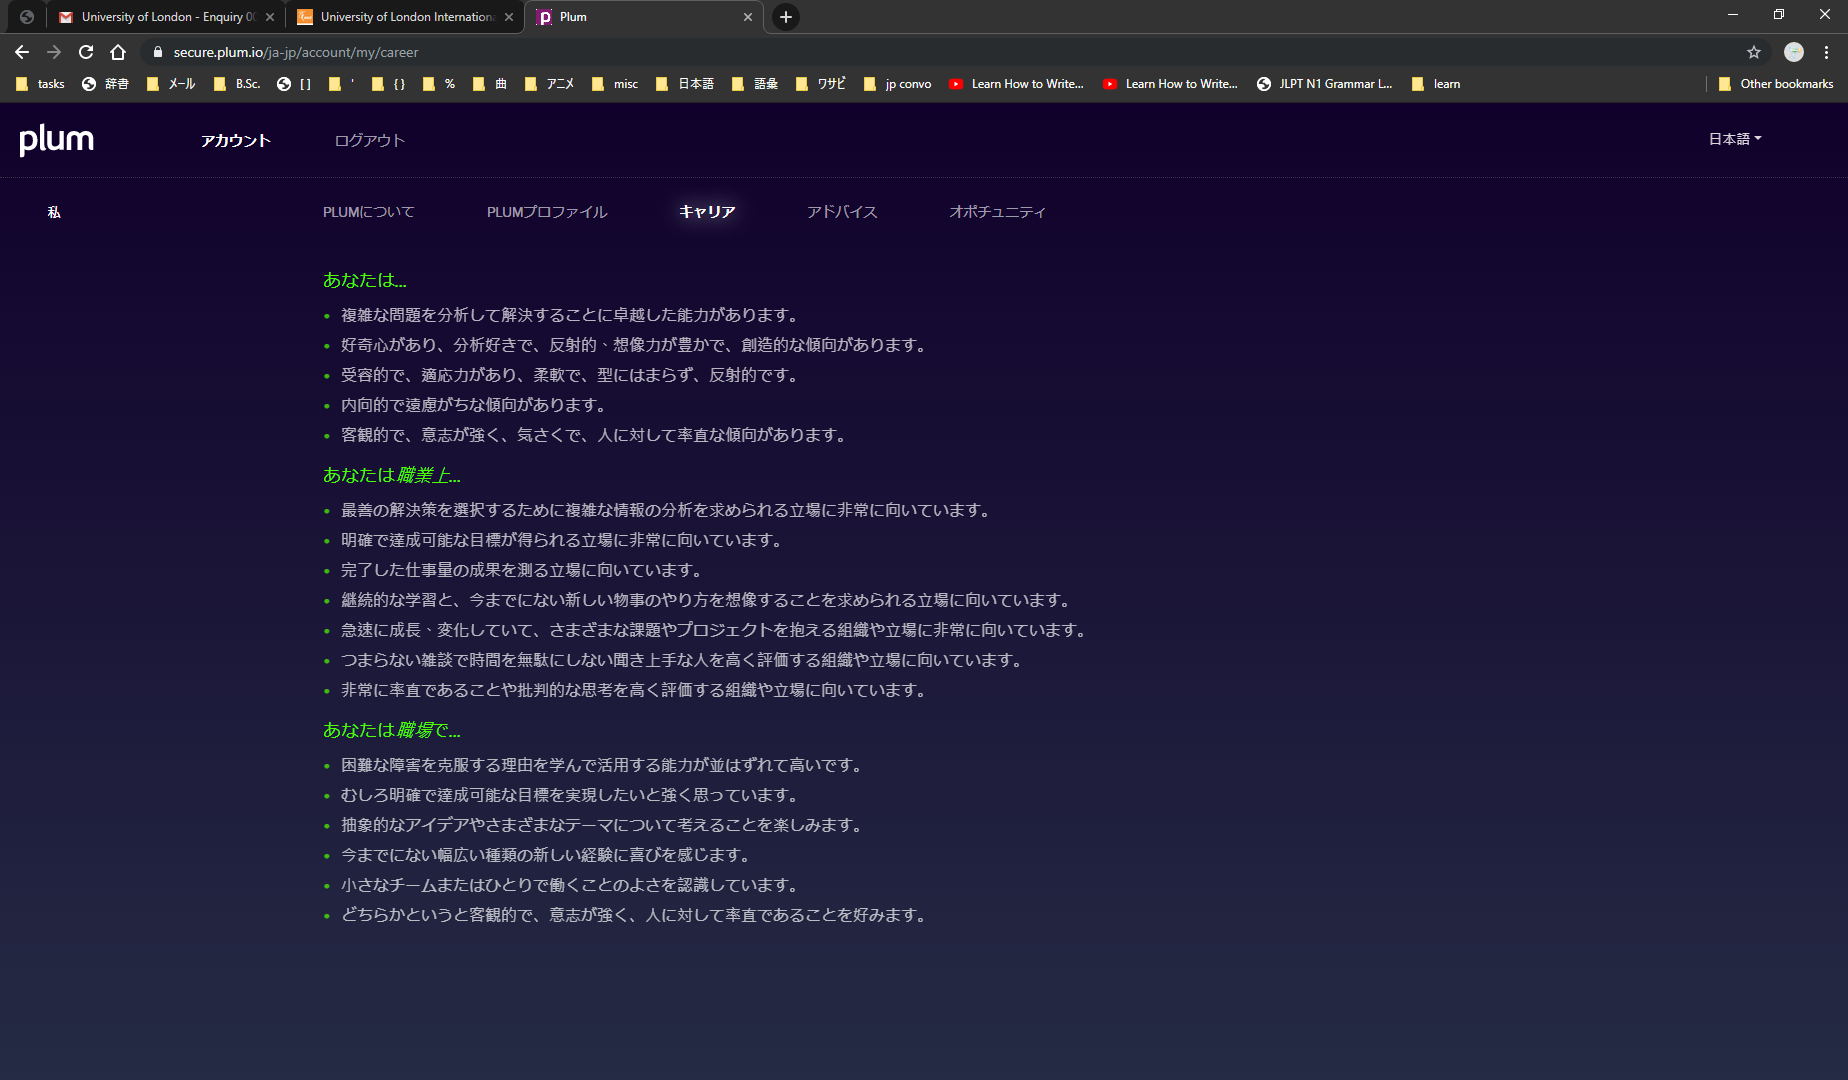 University of London - Enquiry 00
University of London Internationa
Plum
secure.plum.io/ja-jp/account/my/career
tasks 辞書 メール B.Sc. [ ] ' { } % 曲 アニメ misc 日本語 語彙 ワサビ jp convo Learn How to Write... Learn How to Write... JLPT N1 Grammar L... learn Other bookmarks
plum アカウント ログアウト 日本語
私 PLUMについて PLUMプロファイル キャリア アドバイス オポチュニティ
あなたは...
複雑な問題を分析して解決することに卓越した能力があります。
好奇心があり、分析好きで、反射的、想像力が豊かで、創造的な傾向があります。
受容的で、適応力があり、柔軟で、型にはまらず、反射的です。
内向的で遠慮がちな傾向があります。
客観的で、意志が強く、気さくで、人に対して率直な傾向があります。
あなたは職業上...
最善の解決策を選択するために複雑な情報の分析を求められる立場に非常に向いています。
明確で達成可能な目標が得られる立場に非常に向いています。
完了した仕事量の成果を測る立場に向いています。
継続的な学習と、今までにない新しい物事のやり方を想像することを求められる立場に向いています。
急速に成長、変化していて、さまざまな課題やプロジェクトを抱える組織や立場に非常に向いています。
つまらない雑談で時間を無駄にしない聞き上手な人を高く評価する組織や立場に向いています。
非常に率直であることや批判的な思考を高く評価する組織や立場に向いています。
あなたは職場で...
困難な障害を克服する理由を学んで活用する能力が並はずれて高いです。
むしろ明確で達成可能な目標を実現したいと強く思っています。
抽象的なアイデアやさまざまなテーマについて考えることを楽しみます。
今までにない幅広い種類の新しい経験に喜びを感じます。
小さなチームまたはひとりで働くことのよさを認識しています。
どちらかというと客観的で、意志が強く、人に対して率直であることを好みます。